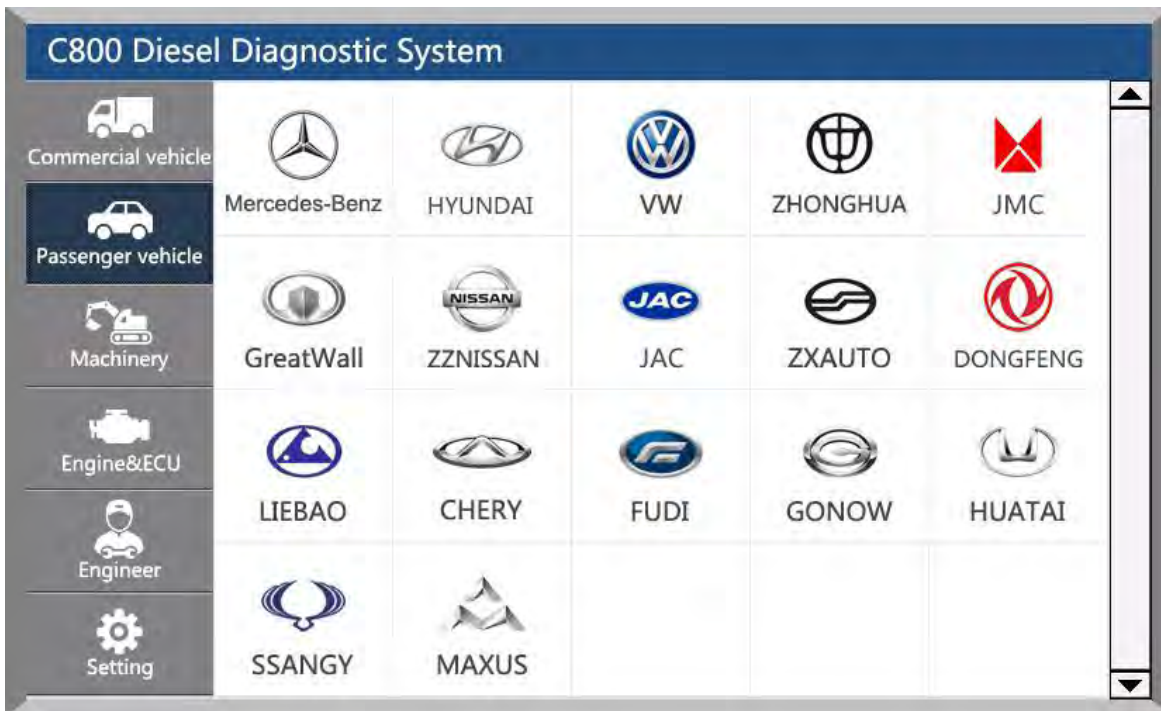 C800 Diesel Diagnostic System
Commercial vehicle
Passenger vehicle
Machinery
Engine&ECU
Engineer
Setting
Mercedes-Benz
HYUNDAI
VW
ZHONGHUA
JMC
GreatWall
NISSAN
ZZNISSAN
JAC
JAC
ZXAUTO
DONGFENG
LIEBAO
CHERY
FUDI
GONOW
HUATAI
SSANGY
MAXUS